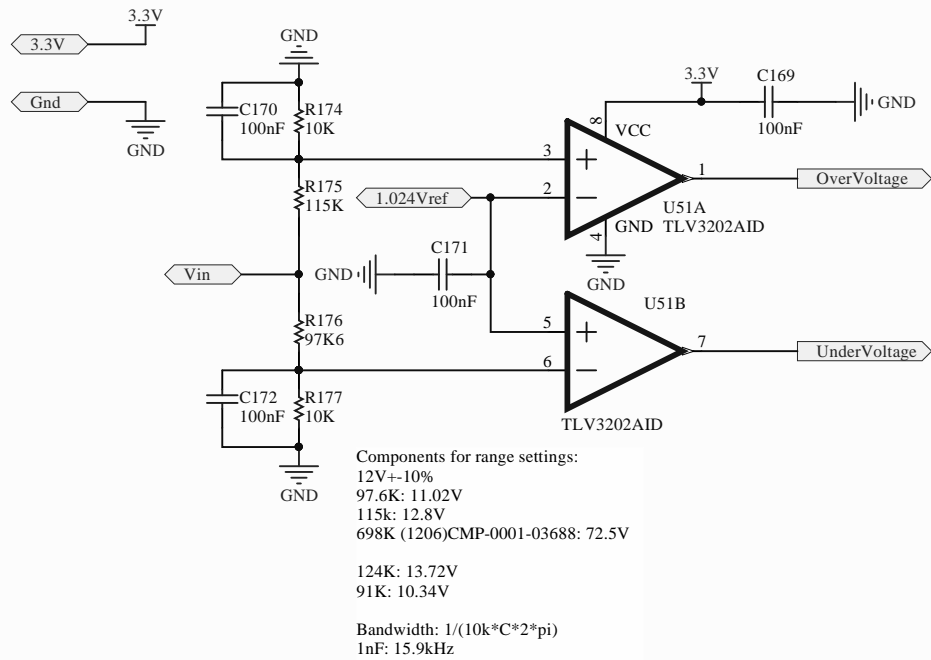 3.3V
3.3V
Gnd
GND
GND
C170
100nF
R174
10K
R175
115K
Vin
R176
97K6
C172
100nF
R177
10K
GND
1.024Vref
GND
C171
100nF
3.3V
C169
100nF
GND
8
VCC
3
2
1
OverVoltage
U51A
TLV3202AID
GND
4
GND
U51B
5
6
7
UnderVoltage
TLV3202AID
Components for range settings:
12V+-10%
97.6K: 11.02V
115k: 12.8V
698K (1206)CMP-0001-03688: 72.5V
124K: 13.72V
91K: 10.34V
Bandwidth: 1/(10k*C*2*pi)
1nF: 15.9kHz